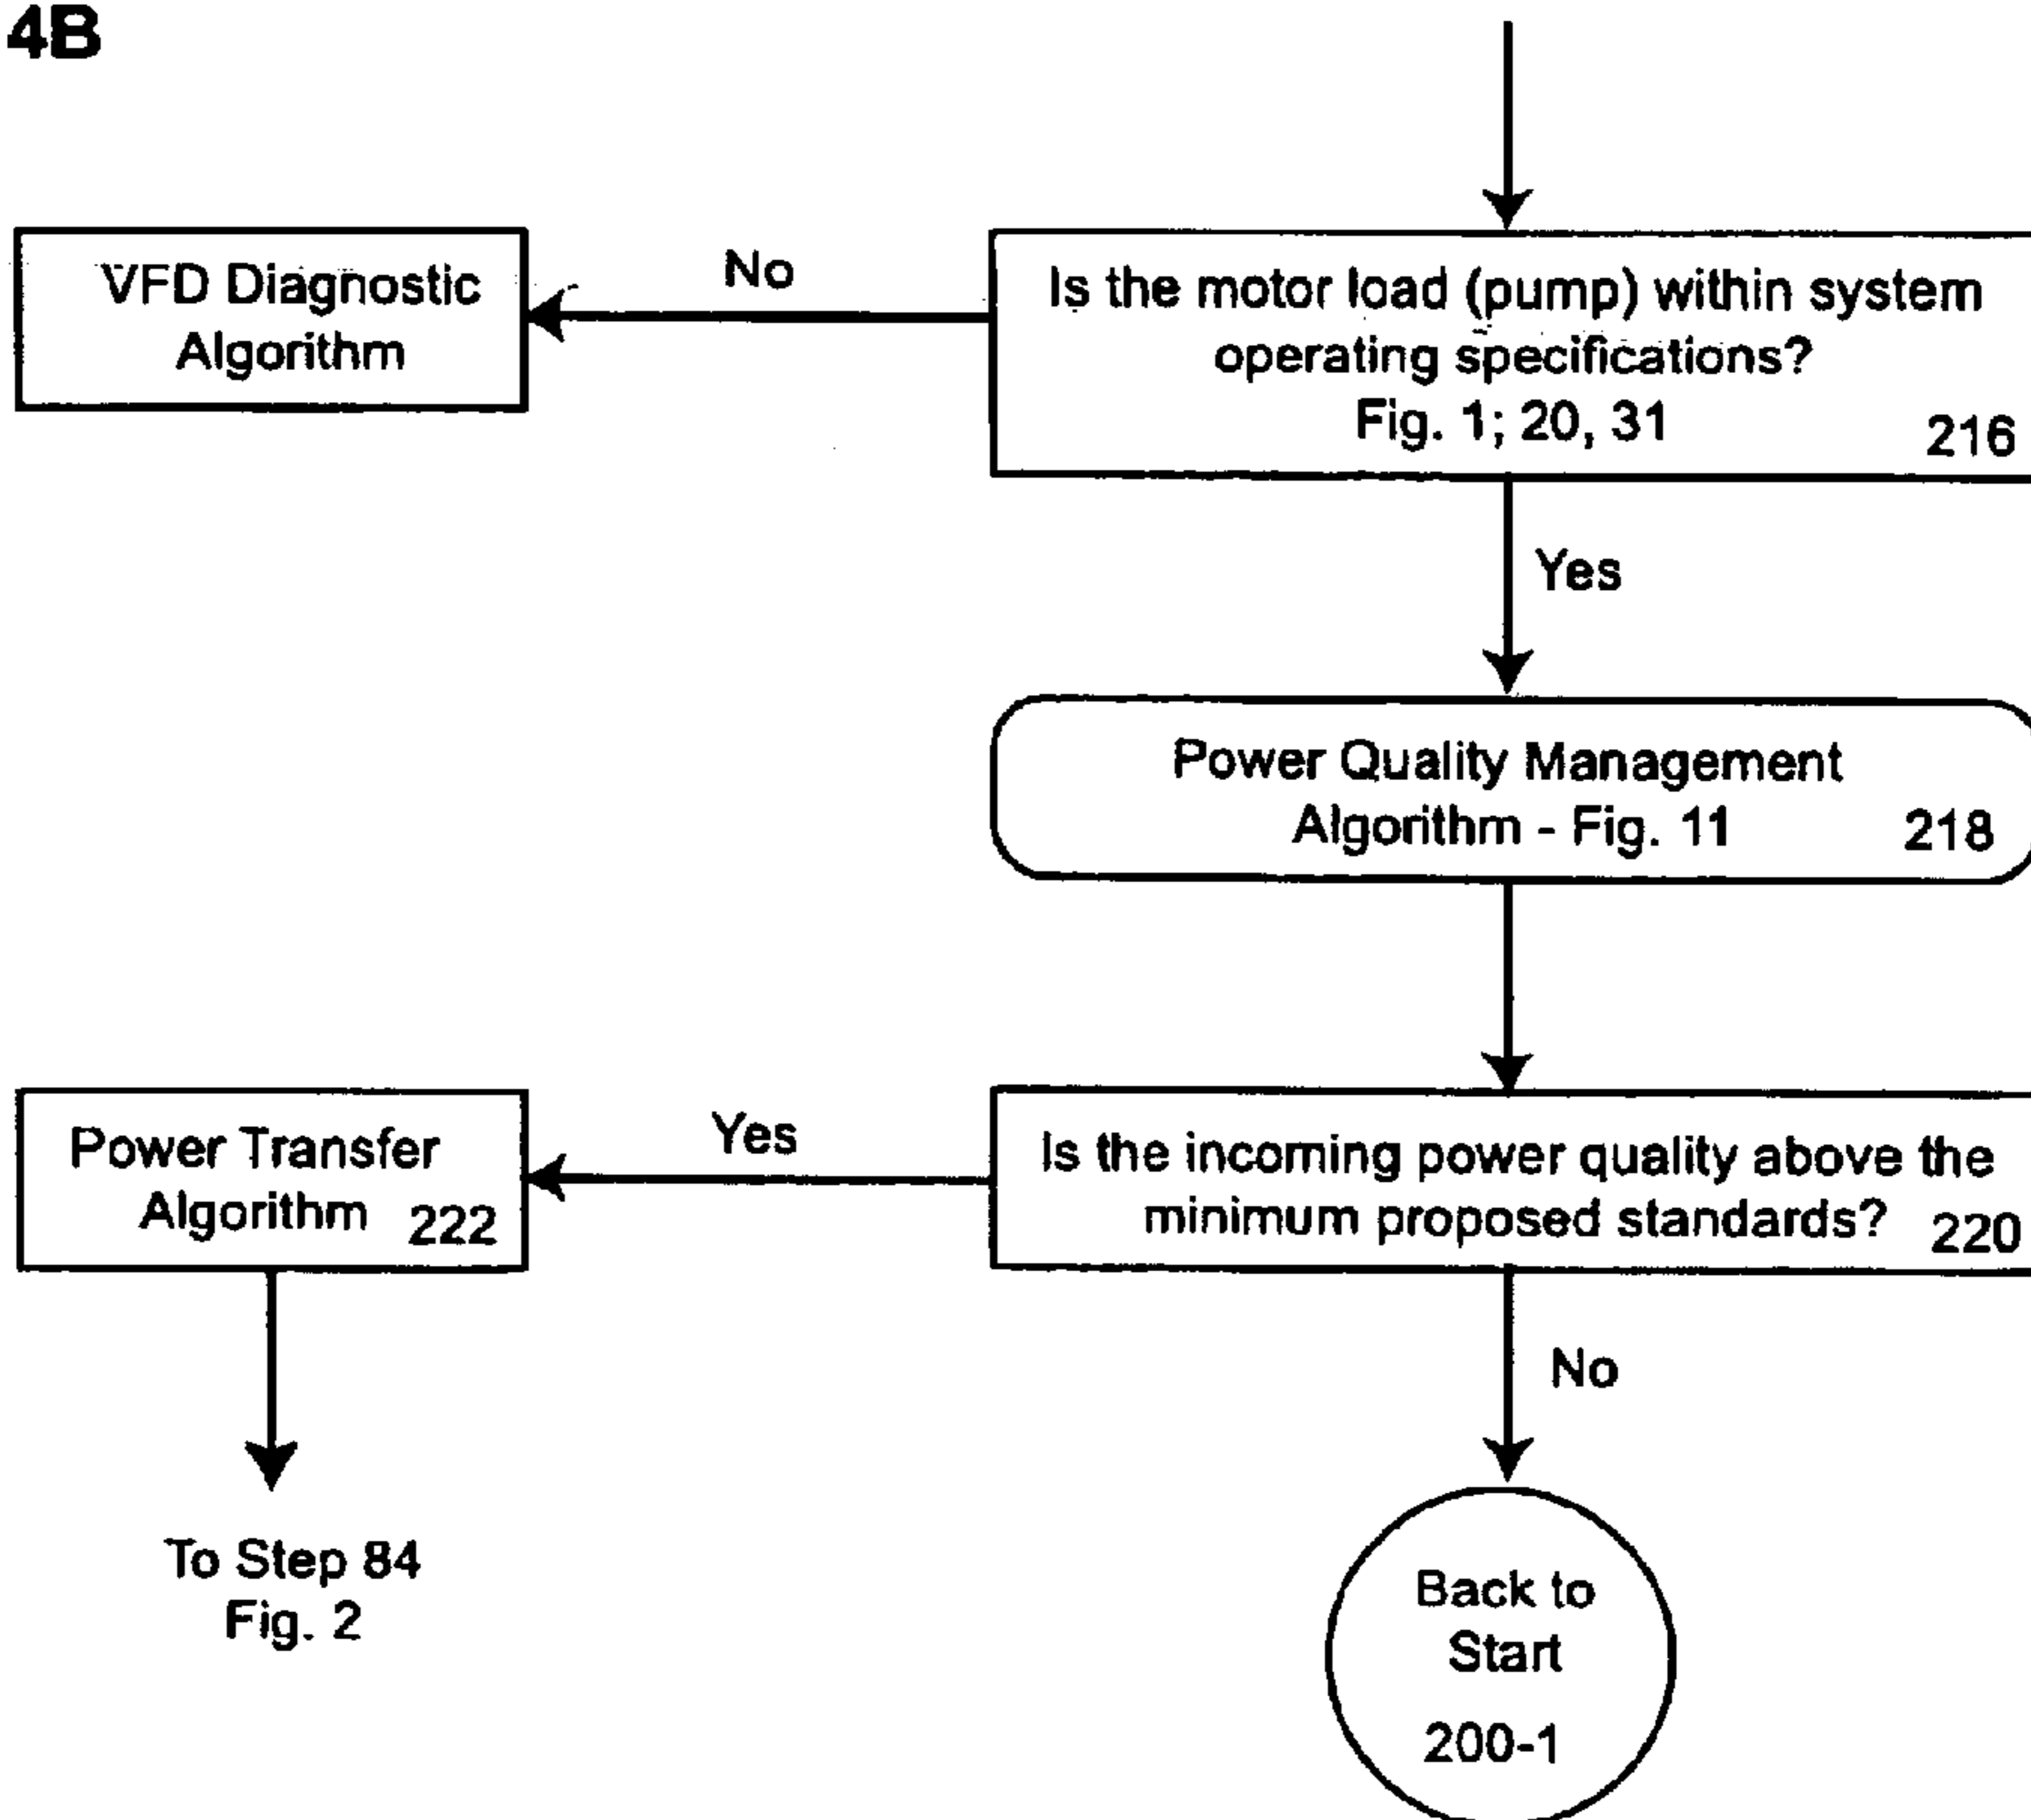 4B
VFD Diagnostic
Algorithm
No
Is the motor load (pump) within system
operating specifications?
Fig. 1; 20, 31
216
Yes
Power Quality Management
Algorithm - Fig. 11
218
Power Transfer
Algorithm 222
Yes
Is the incoming power quality above the
minimum proposed standards? 220
No
To Step 84
Fig. 2
Back to
Start
200-1